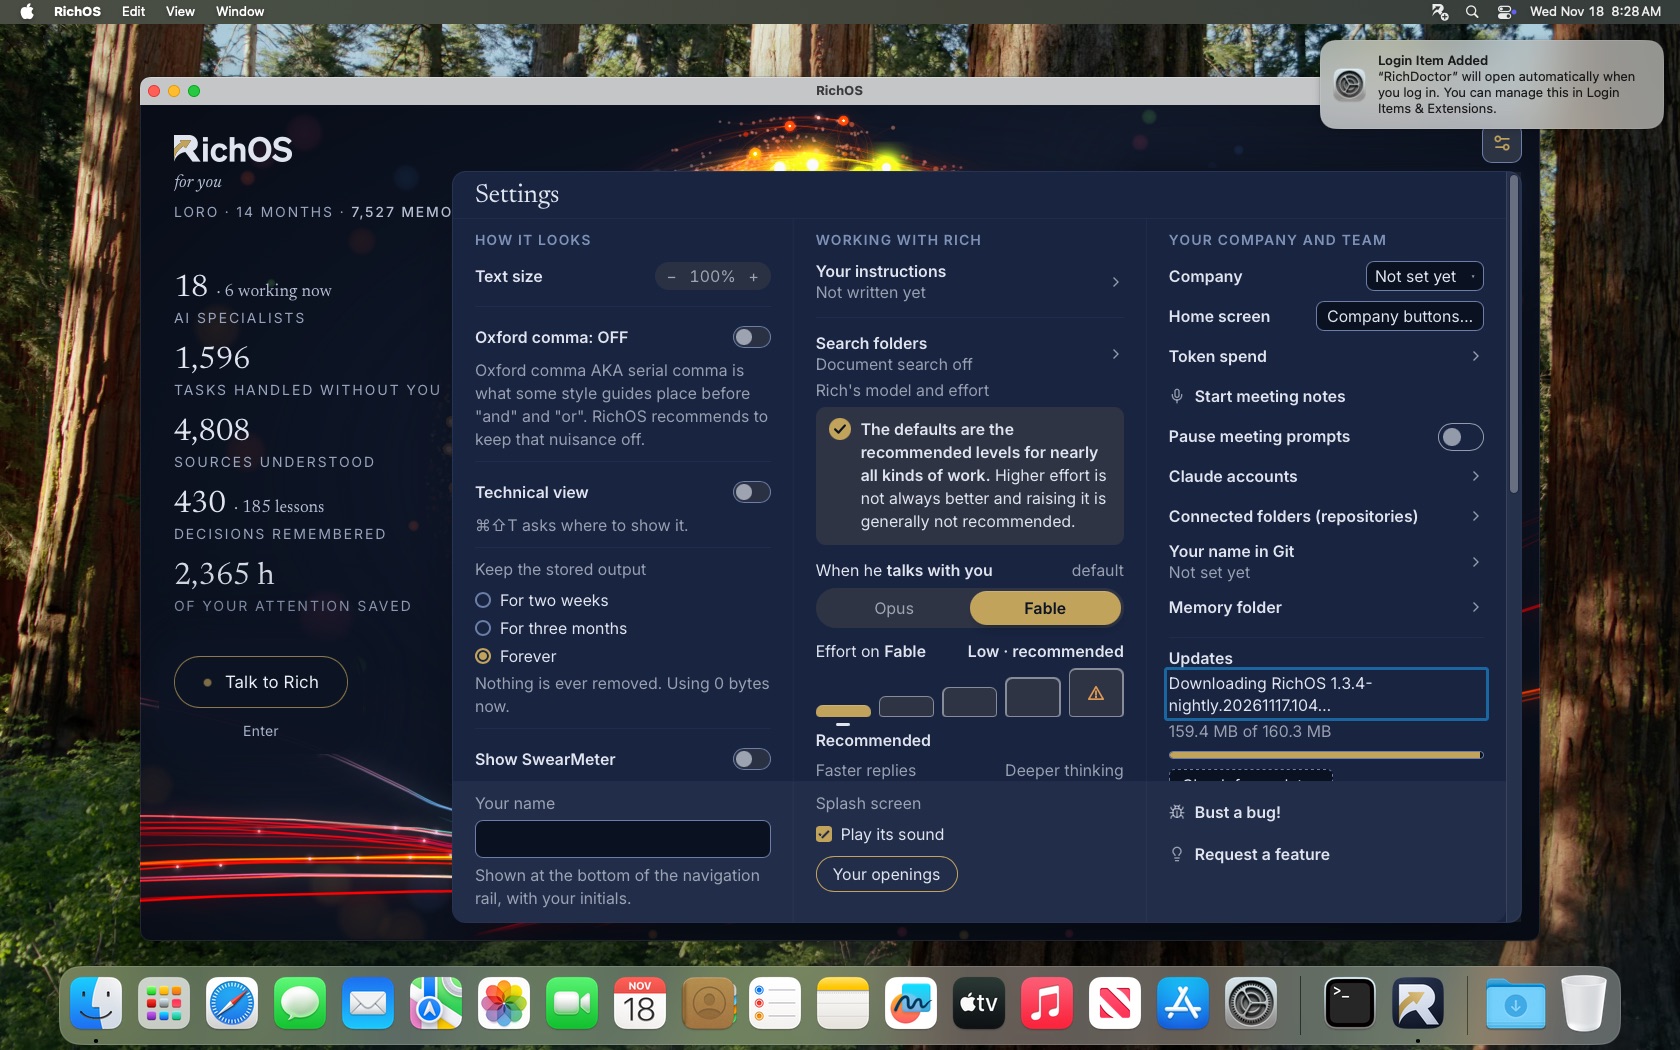 RichOS Edit View Window
Wed Nov 18 8:28 AM
Login Item Added
“RichDoctor” will open automatically when
you log in. You can manage this in Login
Items & Extensions.
RichOS
RichOS
for you
LORO · 14 MONTHS · 7,527 MEMO
18 · 6 working now
AI SPECIALISTS
1,596
TASKS HANDLED WITHOUT YOU
4,808
SOURCES UNDERSTOOD
430 · 185 lessons
DECISIONS REMEMBERED
2,365 h
OF YOUR ATTENTION SAVED
Talk to Rich
Enter
Settings
HOW IT LOOKS
Text size
− 100% +
Oxford comma: OFF
Oxford comma AKA serial comma is
what some style guides place before
"and" and "or". RichOS recommends to
keep that nuisance off.
Technical view
⌘⇧T asks where to show it.
Keep the stored output
For two weeks
For three months
Forever
Nothing is ever removed. Using 0 bytes
now.
Show SwearMeter
Your name
Shown at the bottom of the navigation
rail, with your initials.
WORKING WITH RICH
Your instructions
Not written yet
Search folders
Document search off
Rich's model and effort
The defaults are the
recommended levels for nearly
all kinds of work. Higher effort is
not always better and raising it is
generally not recommended.
When he talks with you default
Opus Fable
Effort on Fable Low · recommended
Recommended
Faster replies Deeper thinking
Splash screen
Play its sound
Your openings
YOUR COMPANY AND TEAM
Company Not set yet
Home screen Company buttons...
Token spend
Start meeting notes
Pause meeting prompts
Claude accounts
Connected folders (repositories)
Your name in Git
Not set yet
Memory folder
Updates
Downloading RichOS 1.3.4-
nightly.20261117.104...
159.4 MB of 160.3 MB
Bust a bug!
Request a feature
NOV
18
tv
>_